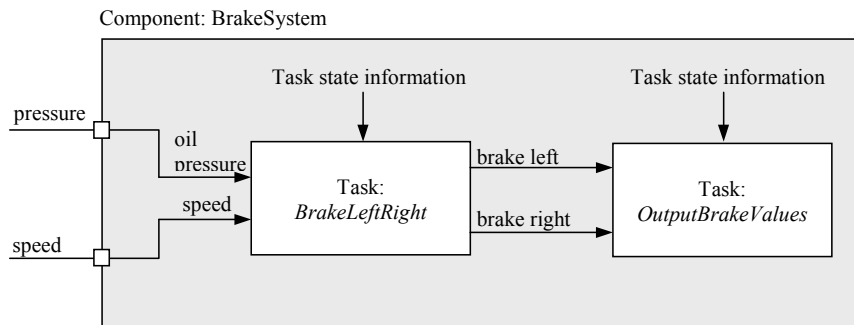 Component: BrakeSystem
Task state information
Task state information
pressure
oil
pressure
brake left
Task:
BrakeLeftRight
Task:
OutputBrakeValues
speed
brake right
speed